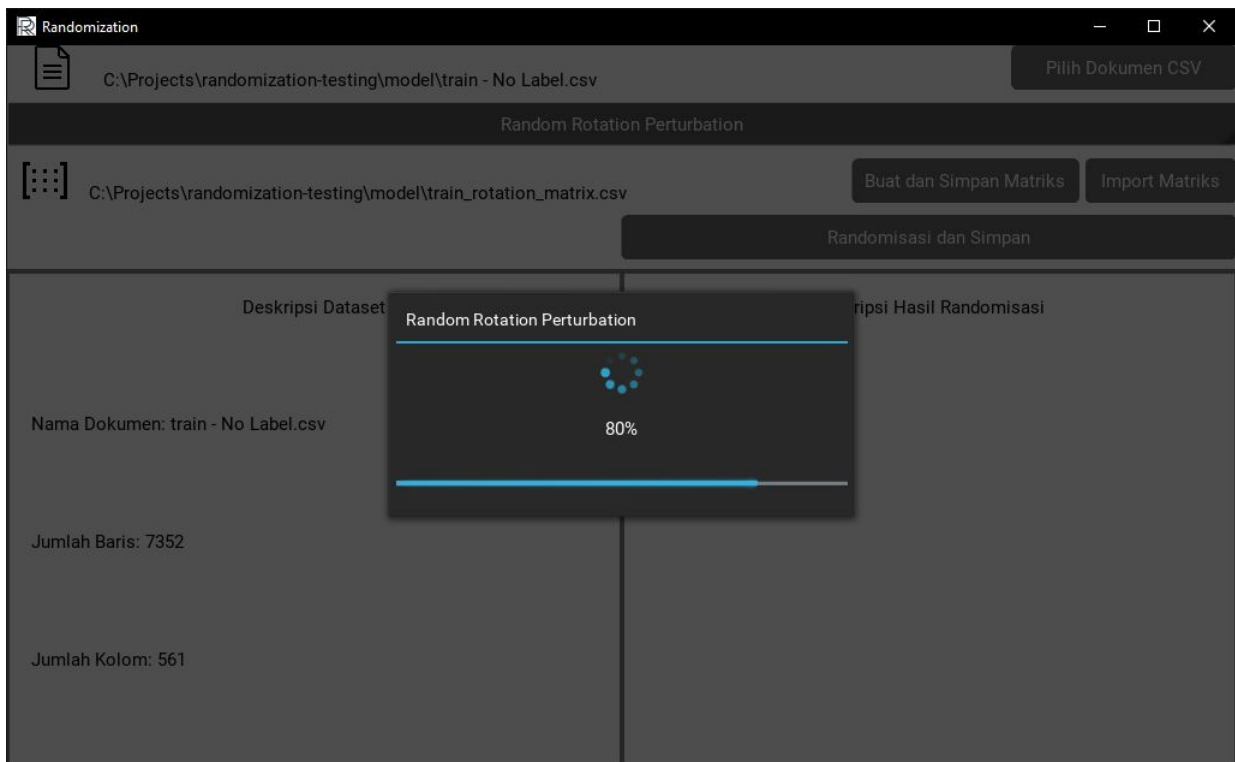 Randomization
C:\Projects\randomization-testing\model\train - No Label.csv
Pilih Dokumen CSV
Random Rotation Perturbation
C:\Projects\randomization-testing\model\train_rotation_matrix.csv
Buat dan Simpan Matriks
Import Matriks
Randomisasi dan Simpan
Deskripsi Dataset
ripsi Hasil Randomisasi
Random Rotation Perturbation
80%
Nama Dokumen: train - No Label.csv
Jumlah Baris: 7352
Jumlah Kolom: 561